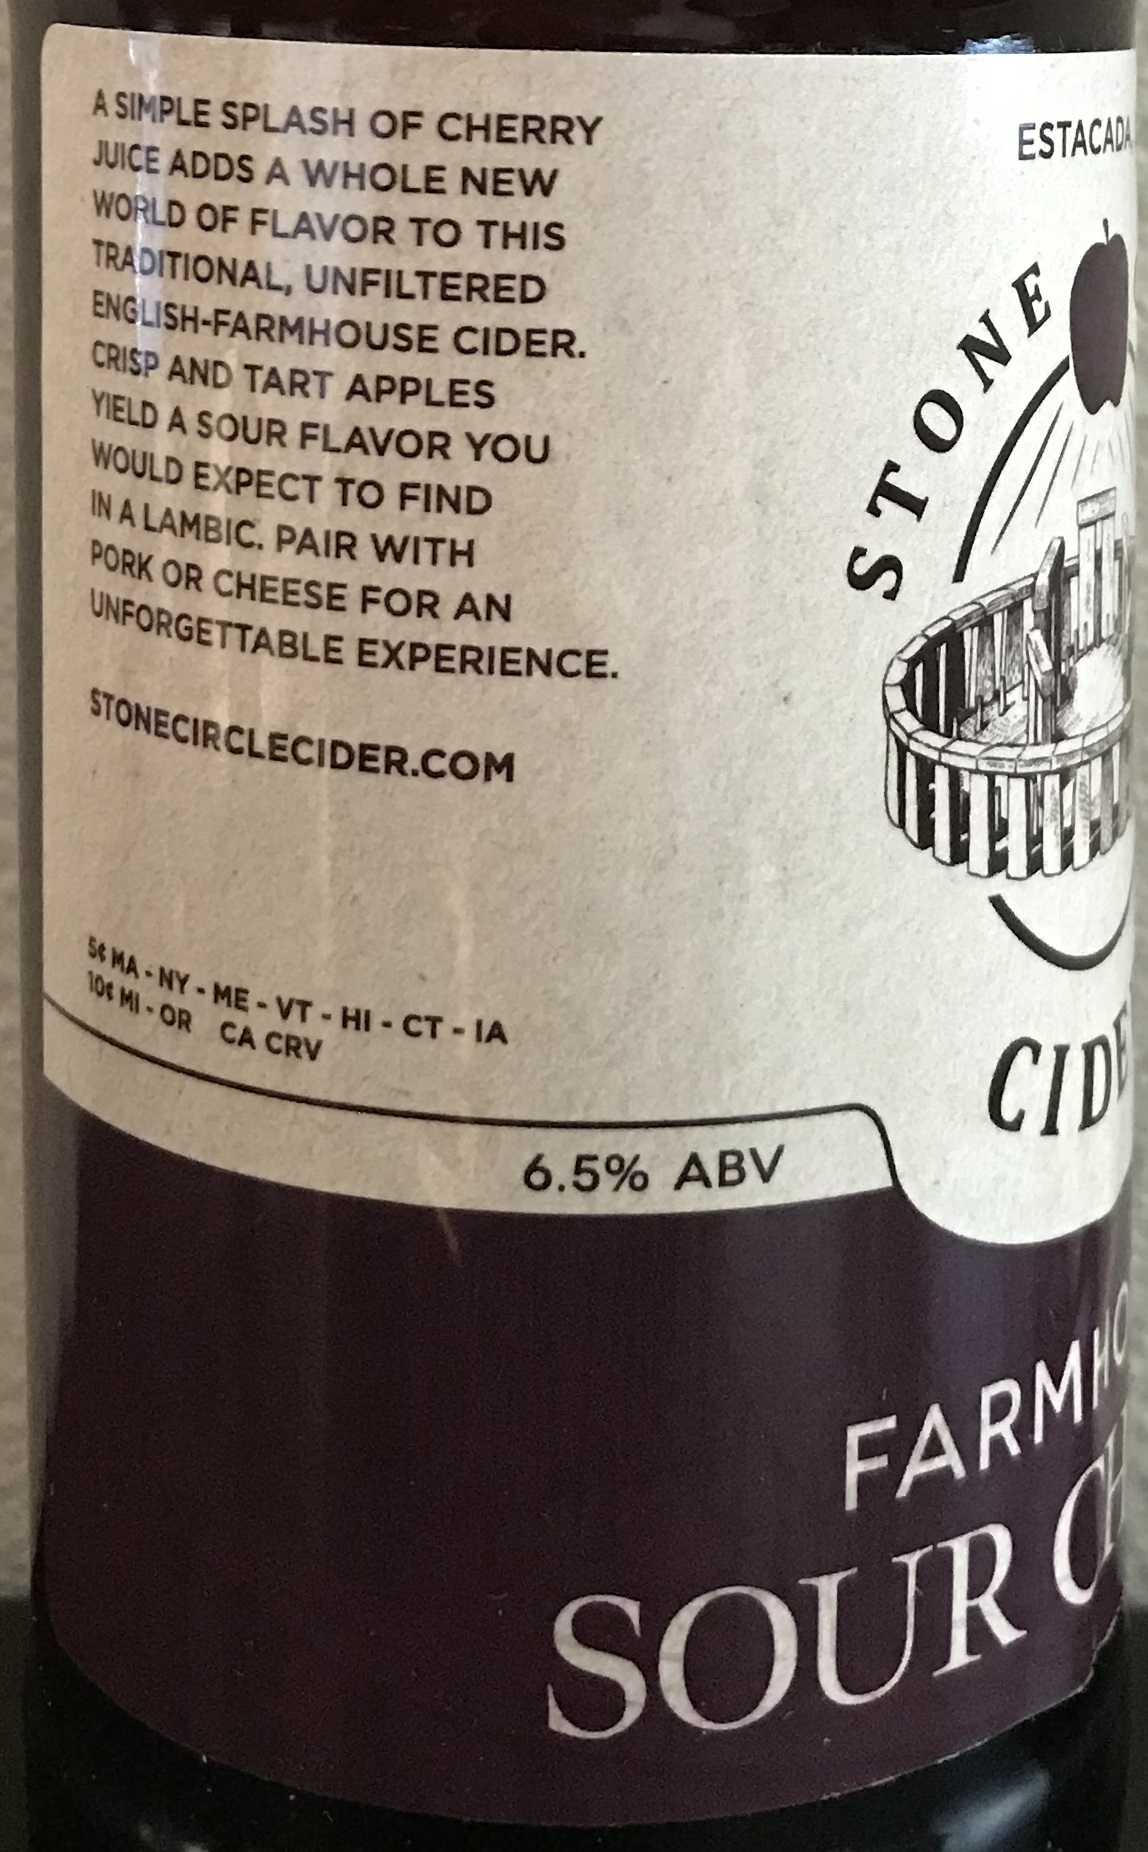 A SIMPLE SPLASH OF CHERRY
JUICE ADDS A WHOLE NEW
WORLD OF FLAVOR TO THIS
TRADITIONAL, UNFILTERED
ENGLISH-FARMHOUSE CIDER.
CRISP AND TART APPLES
YIELD A SOUR FLAVOR YOU
WOULD EXPECT TO FIND
IN A LAMBIC. PAIR WITH
PORK OR CHEESE FOR AN
UNFORGETTABLE EXPERIENCE.
STONECIRCLECIDER.COM
5¢ MA - NY - ME - VT - HI - CT - IA
10¢ MI - OR CA CRV
6.5% ABV
ESTACADA
STONE
CIDE
FARMHO
SOUR CH